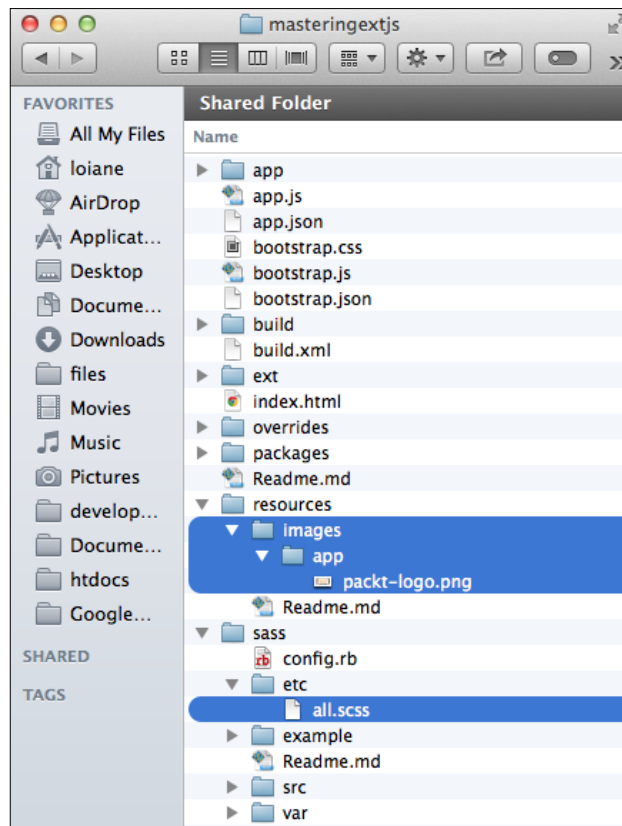 masteringextjs
FAVORITES
All My Files
loiane
AirDrop
Applicat...
Desktop
Docume...
Downloads
files
Movies
Music
Pictures
develop...
Docume...
htdocs
Google...
SHARED
TAGS
Shared Folder
Name
app
app.js
app.json
bootstrap.css
bootstrap.js
bootstrap.json
build
build.xml
ext
index.html
overrides
packages
Readme.md
resources
images
app
packt-logo.png
Readme.md
sass
config.rb
etc
all.scss
example
Readme.md
src
var